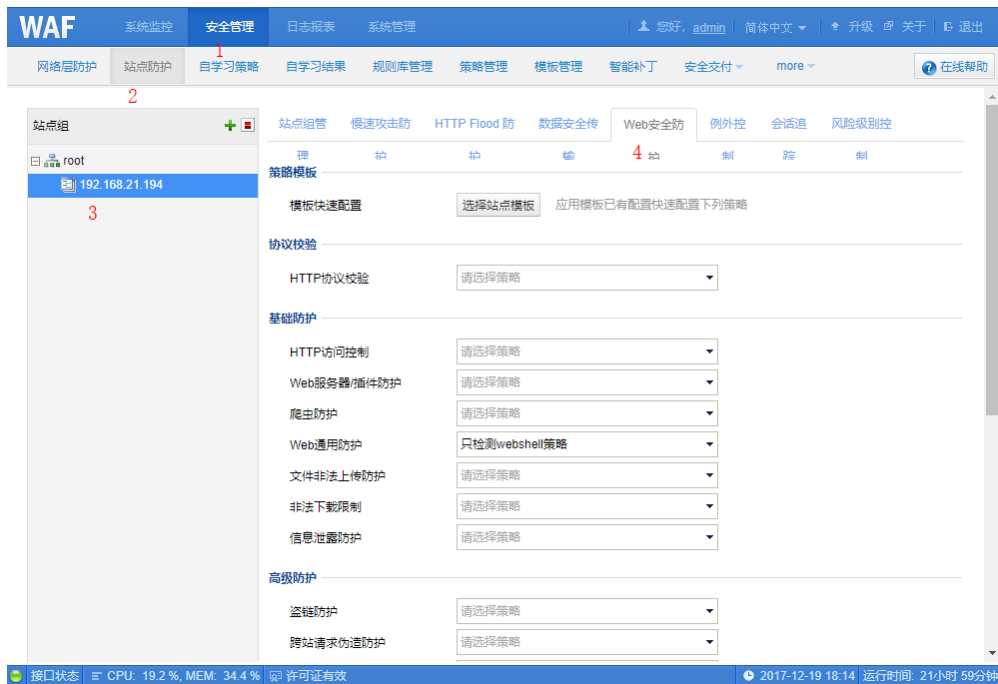 WAF 系统监控 安全管理 日志报表 系统管理 您好, admin 简体中文 升级 关于 退出
1
网络层防护 站点防护 自学习策略 自学习结果 规则库管理 策略管理 模板管理 智能补丁 安全交付 more 在线帮助
2
站点组
站点组管理 慢速攻击防护 HTTP Flood 防护 数据安全传输 Web安全防护 例外控制 会话追踪 风险级别控制
4
root
192.168.21.194
3
策略模板
模板快速配置 选择站点模板 应用模板已有配置快速配置下列策略
协议校验
HTTP协议校验 请选择策略
基础防护
HTTP访问控制 请选择策略
Web服务器/插件防护 请选择策略
爬虫防护 请选择策略
Web通用防护 只检测webshell策略
文件非法上传防护 请选择策略
非法下载限制 请选择策略
信息泄露防护 请选择策略
高级防护
盗链防护 请选择策略
跨站请求伪造防护 请选择策略
接口状态 CPU: 19.2 %, MEM: 34.4 % 许可证有效 2017-12-19 18:14 运行时间: 21小时 59分钟